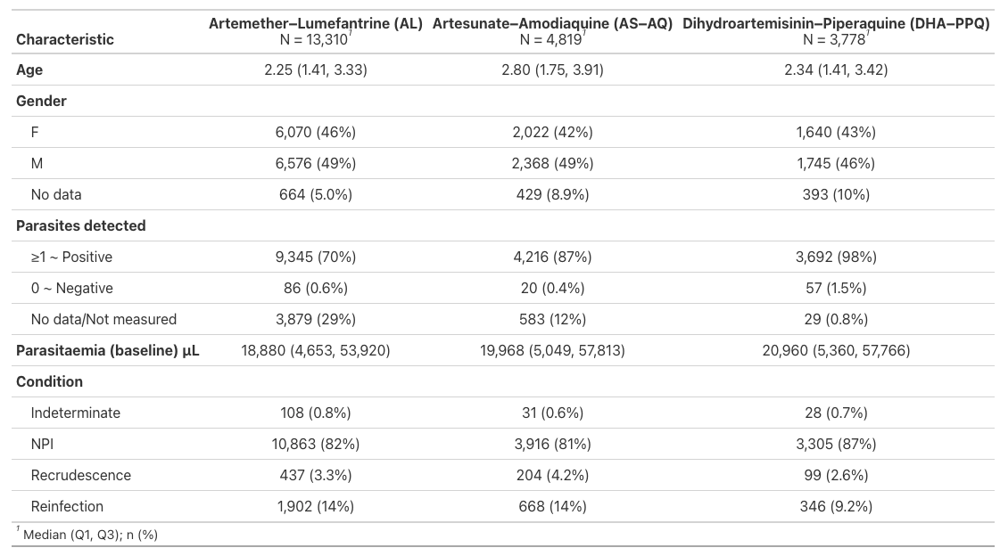 Characteristic Artemether–Lumefantrine (AL) N = 13,310¹ Artesunate–Amodiaquine (AS–AQ) N = 4,819¹ Dihydroartemisinin–Piperaquine (DHA–PPQ) N = 3,778¹
Age 2.25 (1.41, 3.33) 2.80 (1.75, 3.91) 2.34 (1.41, 3.42)
Gender
F 6,070 (46%) 2,022 (42%) 1,640 (43%)
M 6,576 (49%) 2,368 (49%) 1,745 (46%)
No data 664 (5.0%) 429 (8.9%) 393 (10%)
Parasites detected
≥1 ~ Positive 9,345 (70%) 4,216 (87%) 3,692 (98%)
0 ~ Negative 86 (0.6%) 20 (0.4%) 57 (1.5%)
No data/Not measured 3,879 (29%) 583 (12%) 29 (0.8%)
Parasitaemia (baseline) µL 18,880 (4,653, 53,920) 19,968 (5,049, 57,813) 20,960 (5,360, 57,766)
Condition
Indeterminate 108 (0.8%) 31 (0.6%) 28 (0.7%)
NPI 10,863 (82%) 3,916 (81%) 3,305 (87%)
Recrudescence 437 (3.3%) 204 (4.2%) 99 (2.6%)
Reinfection 1,902 (14%) 668 (14%) 346 (9.2%)
¹ Median (Q1, Q3); n (%)